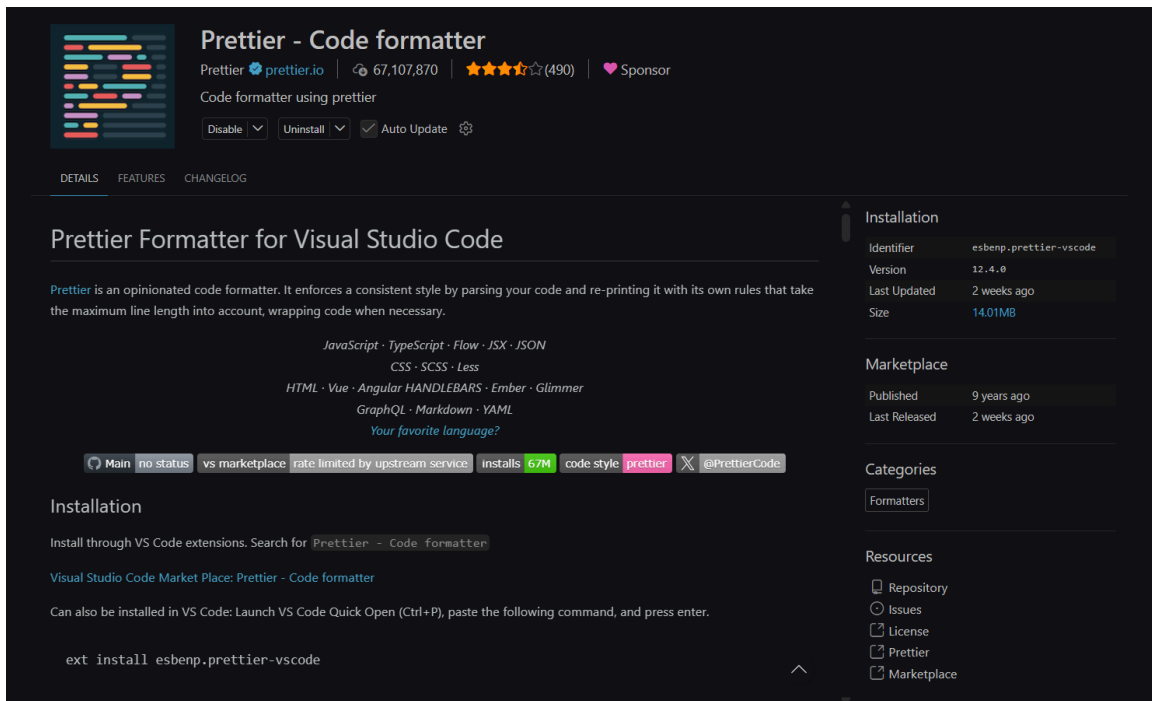 Prettier - Code formatter
Prettier prettier.io 67,107,870 (490) Sponsor
Code formatter using prettier
Disable Uninstall Auto Update
DETAILS FEATURES CHANGELOG
Prettier Formatter for Visual Studio Code
Prettier is an opinionated code formatter. It enforces a consistent style by parsing your code and re-printing it with its own rules that take
the maximum line length into account, wrapping code when necessary.
JavaScript · TypeScript · Flow · JSX · JSON
CSS · SCSS · Less
HTML · Vue · Angular HANDLEBARS · Ember · Glimmer
GraphQL · Markdown · YAML
Your favorite language?
Main no status vs marketplace rate limited by upstream service installs 67M code style prettier X @PrettierCode
Installation
Install through VS Code extensions. Search for Prettier - Code formatter
Visual Studio Code Market Place: Prettier - Code formatter
Can also be installed in VS Code: Launch VS Code Quick Open (Ctrl+P), paste the following command, and press enter.
ext install esbenp.prettier-vscode
Installation
Identifier esbenp.prettier-vscode
Version 12.4.0
Last Updated 2 weeks ago
Size 14.01MB
Marketplace
Published 9 years ago
Last Released 2 weeks ago
Categories
Formatters
Resources
Repository
Issues
License
Prettier
Marketplace